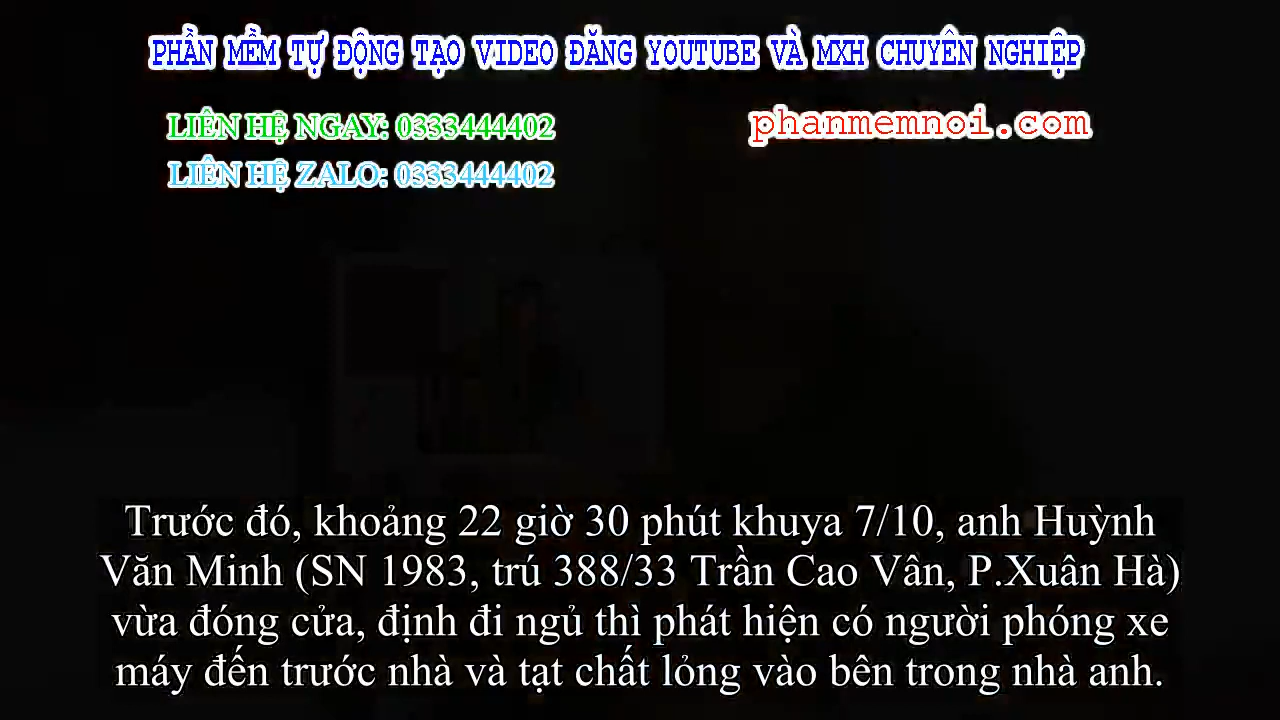 PHẦN MỀM TỰ ĐỘNG TẠO VIDEO ĐĂNG YOUTUBE VÀ MXH CHUYÊN NGHIỆP
LIÊN HỆ NGAY: 0333444402
phanmemnoi.com
LIÊN HỆ ZALO: 0333444402
Trước đó, khoảng 22 giờ 30 phút khuya 7/10, anh Huỳnh
Văn Minh (SN 1983, trú 388/33 Trần Cao Vân, P.Xuân Hà)
vừa đóng cửa, định đi ngủ thì phát hiện có người phóng xe
máy đến trước nhà và tạt chất lỏng vào bên trong nhà anh.